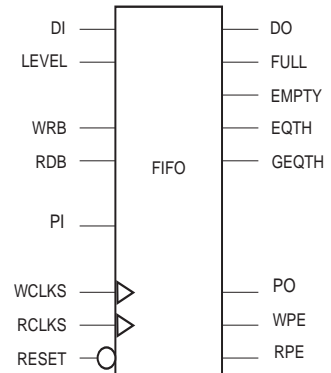 DI DO
LEVEL FULL
EMPTY
WRB EQTH
RDB GEQTH
FIFO
PI
WCLKS PO
RCLKS WPE
RESET RPE